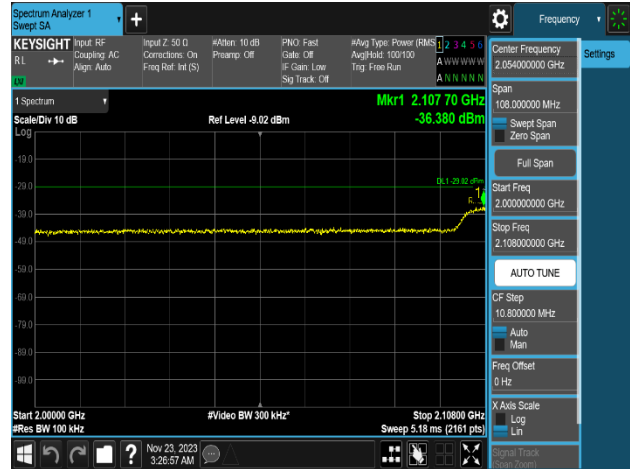 Spectrum Analyzer 1
Swept SA
Frequency
KEYSIGHT
RL
LXI
Input: RF
Coupling: AC
Align: Auto
Input Z: 50 Ω
Corrections: On
Freq Ref: Int (S)
#Atten: 10 dB
Preamp: Off
PNO: Fast
Gate: Off
IF Gain: Low
Sig Track: Off
#Avg Type: Power (RMS
Avg|Hold: 100/100
Trig: Free Run
1 2 3 4 5 6
A WW WW W
A N N N N N
1 Spectrum
Mkr1 2.107 70 GHz
Scale/Div 10 dB
Ref Level -9.02 dBm
-36.380 dBm
Log
-19.0
-29.0
-39.0
-49.0
-59.0
-69.0
-79.0
-89.0
-99.0
DL1 -29.82 dBm
1
Start 2.00000 GHz
#Video BW 300 kHz*
Stop 2.10800 GHz
#Res BW 100 kHz
Sweep 5.18 ms (2161 pts)
Center Frequency
2.054000000 GHz
Settings
Span
108.000000 MHz
Swept Span
Zero Span
Full Span
Start Freq
2.000000000 GHz
Stop Freq
2.108000000 GHz
AUTO TUNE
CF Step
10.800000 MHz
Auto
Man
Freq Offset
0 Hz
X Axis Scale
Log
Lin
Signal Track
(Span Zoom)
?
Nov 23, 2023
3:26:57 AM